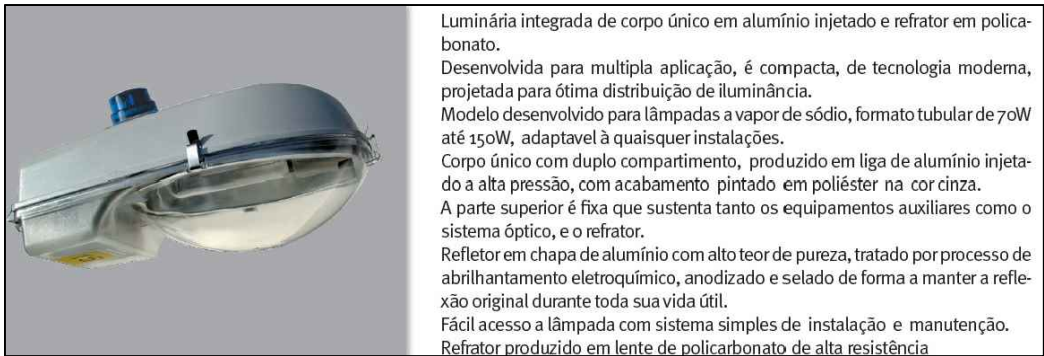 Luminária integrada de corpo único em alumínio injetado e refrator em polica-
bonato.
Desenvolvida para multipla aplicação, é compacta, de tecnologia moderna,
projetada para ótima distribuição de iluminância.
Modelo desenvolvido para lâmpadas a vapor de sódio, formato tubular de 70W
até 150W, adaptavel à quaisquer instalações.
Corpo único com duplo compartimento, produzido em liga de alumínio injeta-
do a alta pressão, com acabamento pintado em poliéster na cor cinza.
A parte superior é fixa que sustenta tanto os equipamentos auxiliares como o
sistema óptico, e o refrator.
Refletor em chapa de alumínio com alto teor de pureza, tratado por processo de
abrilhantamento eletroquímico, anodizado e selado de forma a manter a refle-
xão original durante toda sua vida útil.
Fácil acesso a lâmpada com sistema simples de instalação e manutenção.
Refrator produzido em lente de policarbonato de alta resistência